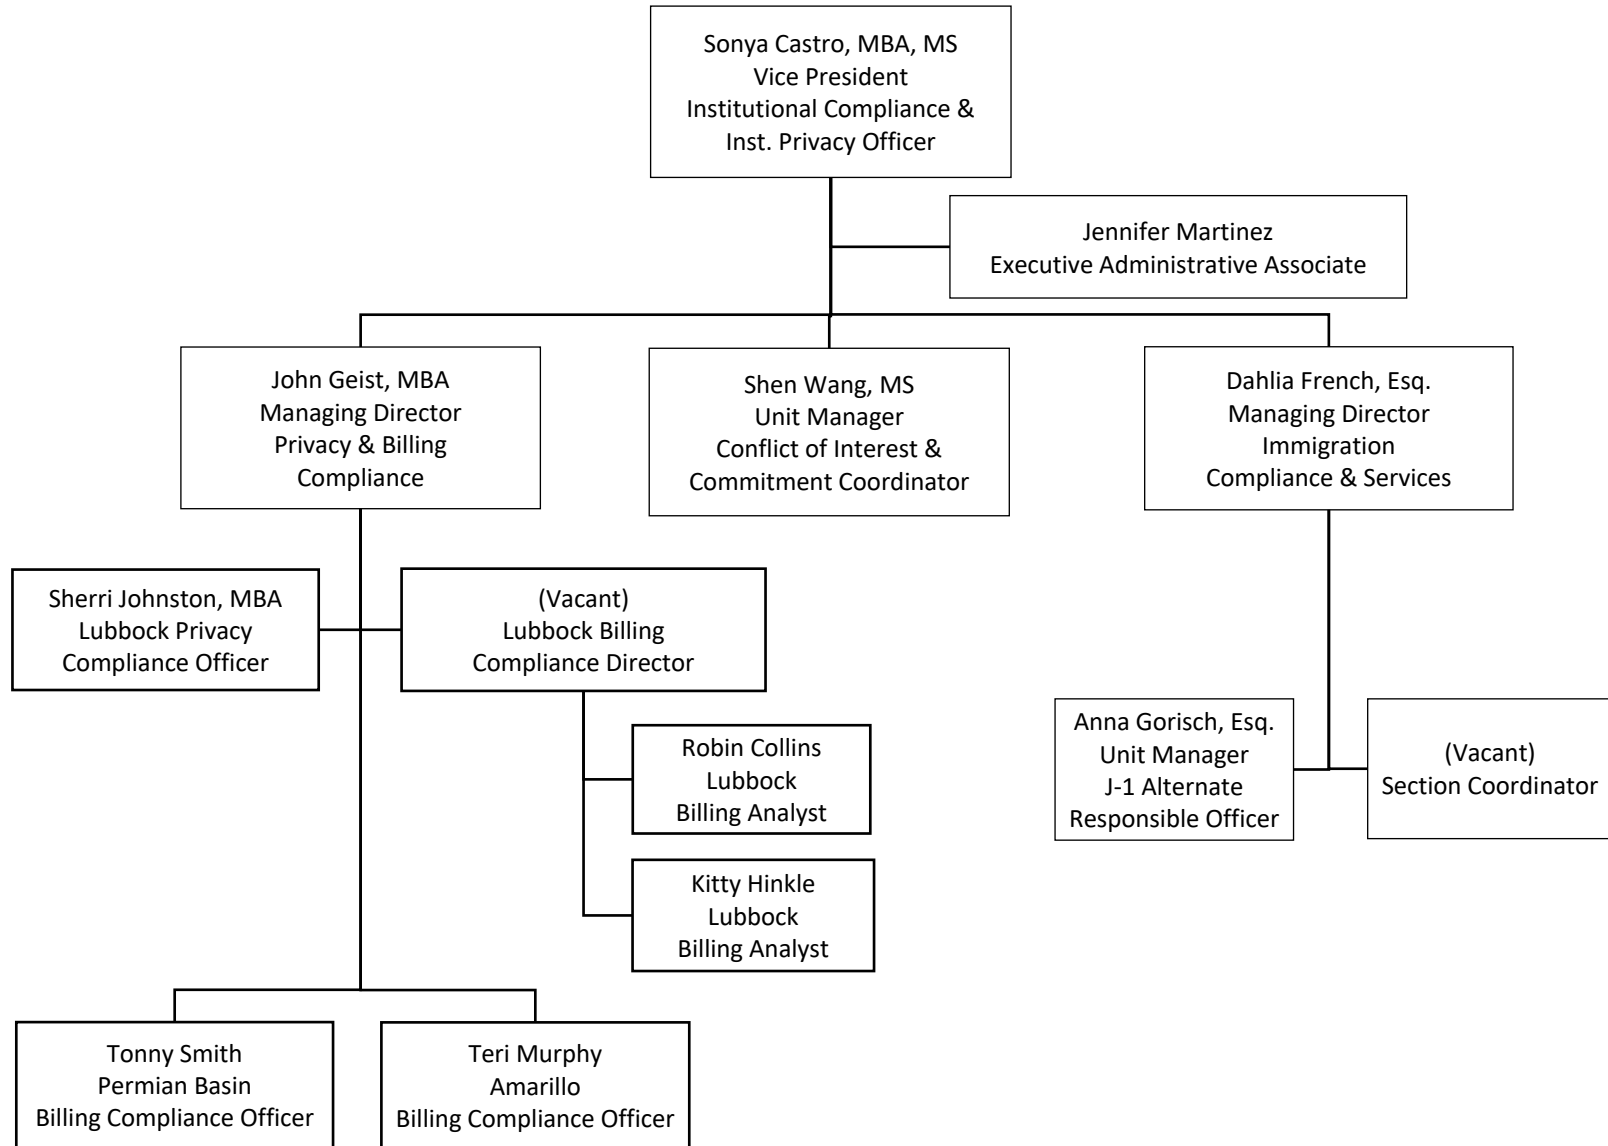 Sonya Castro, MBA, MS
Vice President
Institutional Compliance &
Inst. Privacy Officer
Jennifer Martinez
Executive Administrative Associate
John Geist, MBA
Managing Director
Privacy & Billing
Compliance
Shen Wang, MS
Unit Manager
Conflict of Interest &
Commitment Coordinator
Dahlia French, Esq.
Managing Director
Immigration
Compliance & Services
Sherri Johnston, MBA
Lubbock Privacy
Compliance Officer
(Vacant)
Lubbock Billing
Compliance Director
Robin Collins
Lubbock
Billing Analyst
Kitty Hinkle
Lubbock
Billing Analyst
Anna Gorisch, Esq.
Unit Manager
J-1 Alternate
Responsible Officer
(Vacant)
Section Coordinator
Tonny Smith
Permian Basin
Billing Compliance Officer
Teri Murphy
Amarillo
Billing Compliance Officer